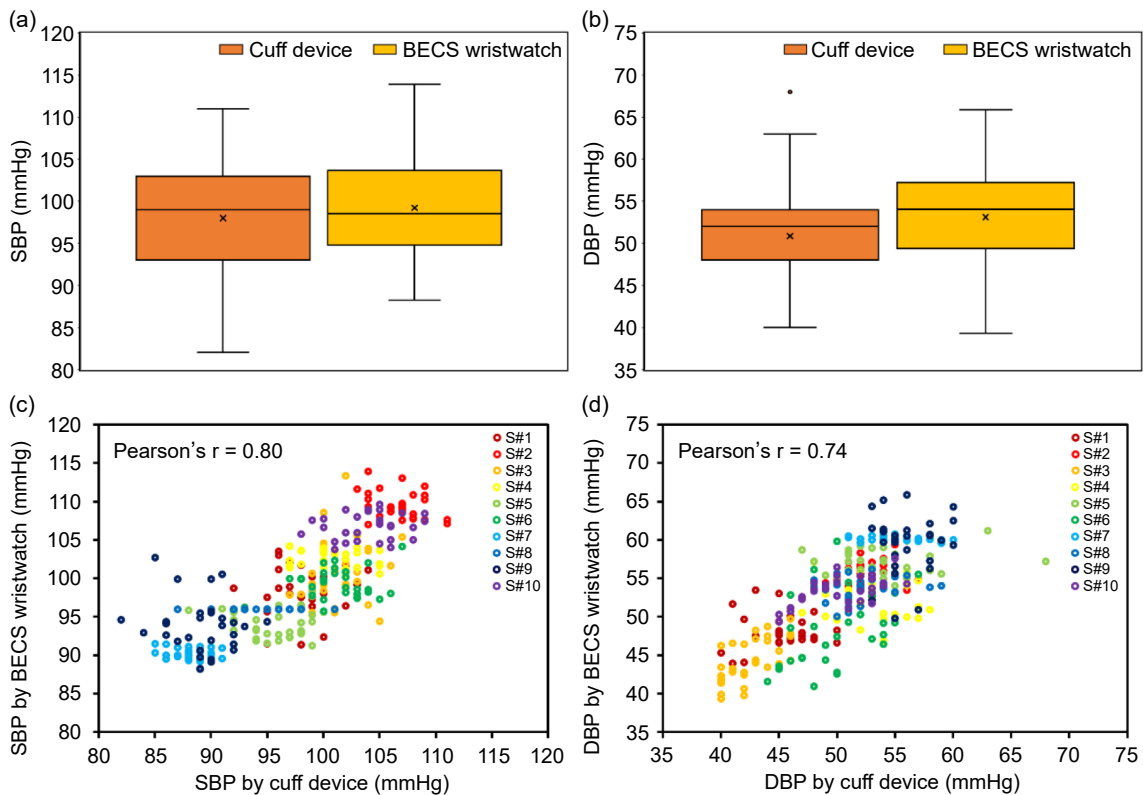 (a)
120
115
110
105
100
95
90
85
80
SBP (mmHg)
Cuff device
BECS wristwatch
(b)
75
70
65
60
55
50
45
40
35
DBP (mmHg)
Cuff device
BECS wristwatch
(c)
120
115
110
105
100
95
90
85
80
SBP by BECS wristwatch (mmHg)
Pearson's r = 0.80
S#1
S#2
S#3
S#4
S#5
S#6
S#7
S#8
S#9
S#10
80 85 90 95 100 105 110 115 120
SBP by cuff device (mmHg)
(d)
75
70
65
60
55
50
45
40
35
DBP by BECS wristwatch (mmHg)
Pearson's r = 0.74
S#1
S#2
S#3
S#4
S#5
S#6
S#7
S#8
S#9
S#10
35 40 45 50 55 60 65 70 75
DBP by cuff device (mmHg)